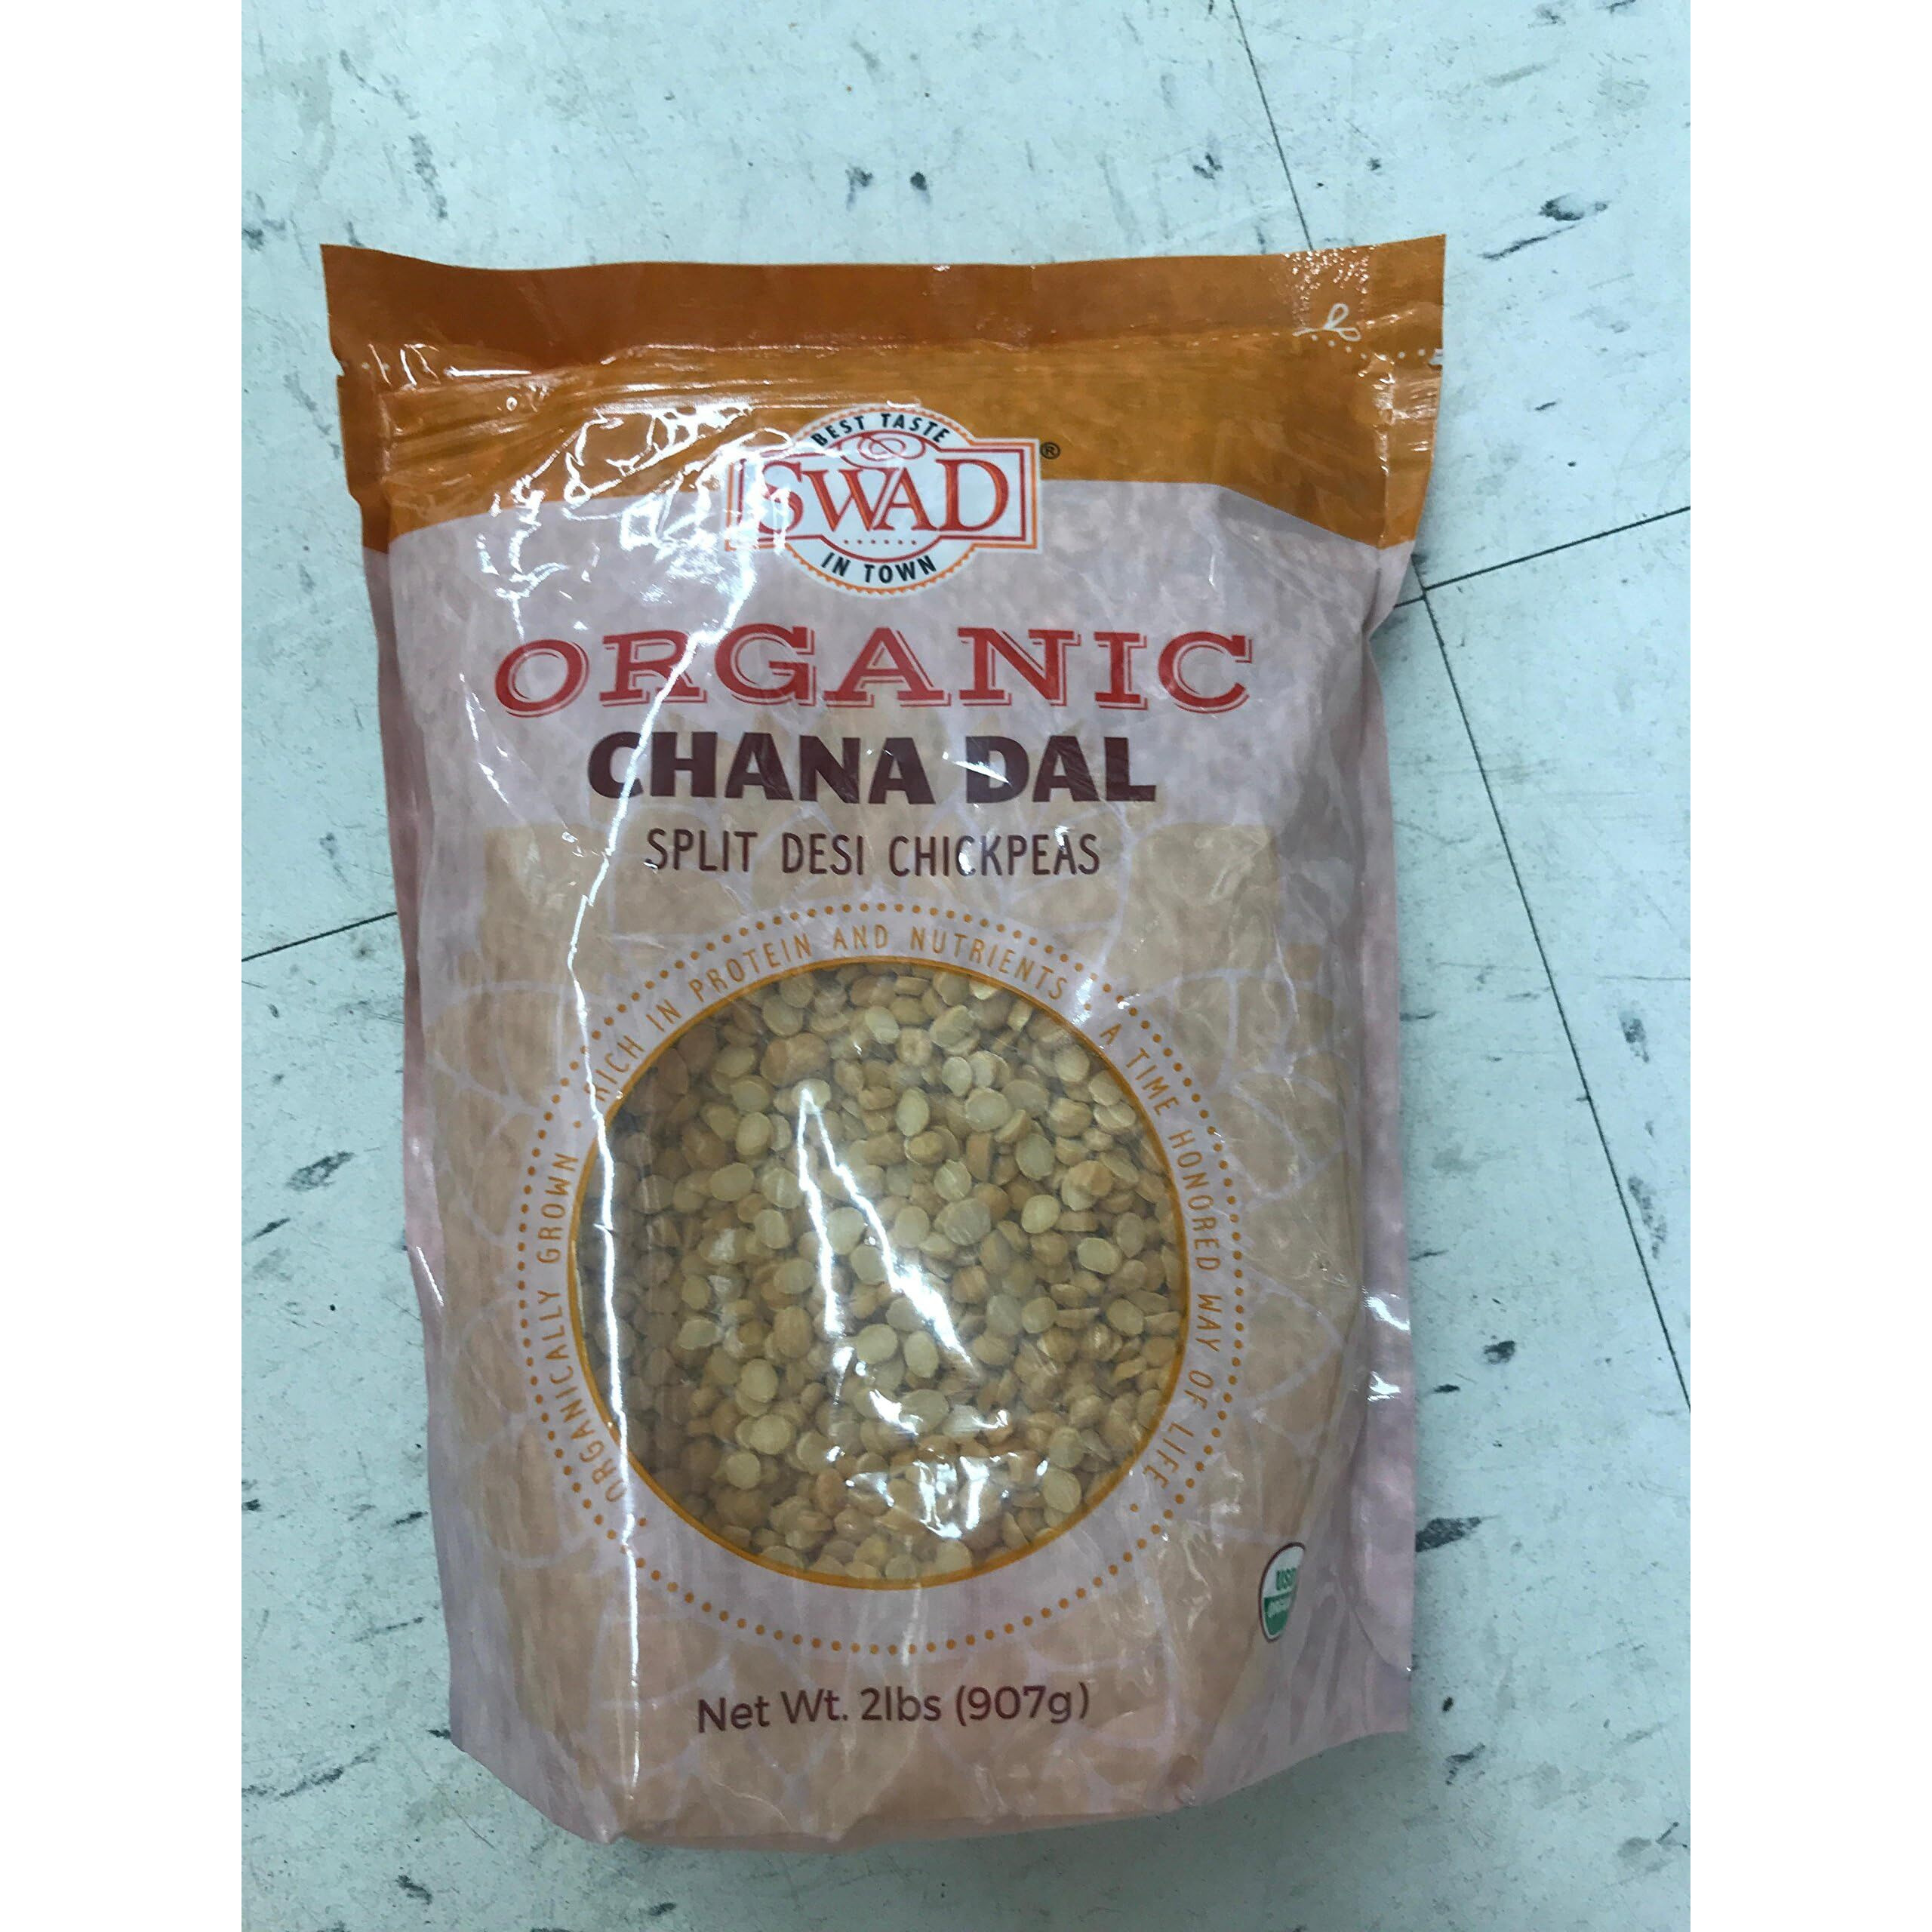 BEST TASTE
SWAD®
IN TOWN
ORGANIC
CHANA DAL
SPLIT DESI CHICKPEAS
ORGANICALLY GROWN • RICH IN PROTEIN AND NUTRIENTS • A TIME HONORED WAY OF LIFE •
USDA
ORGANIC
Net Wt. 2lbs (907g)